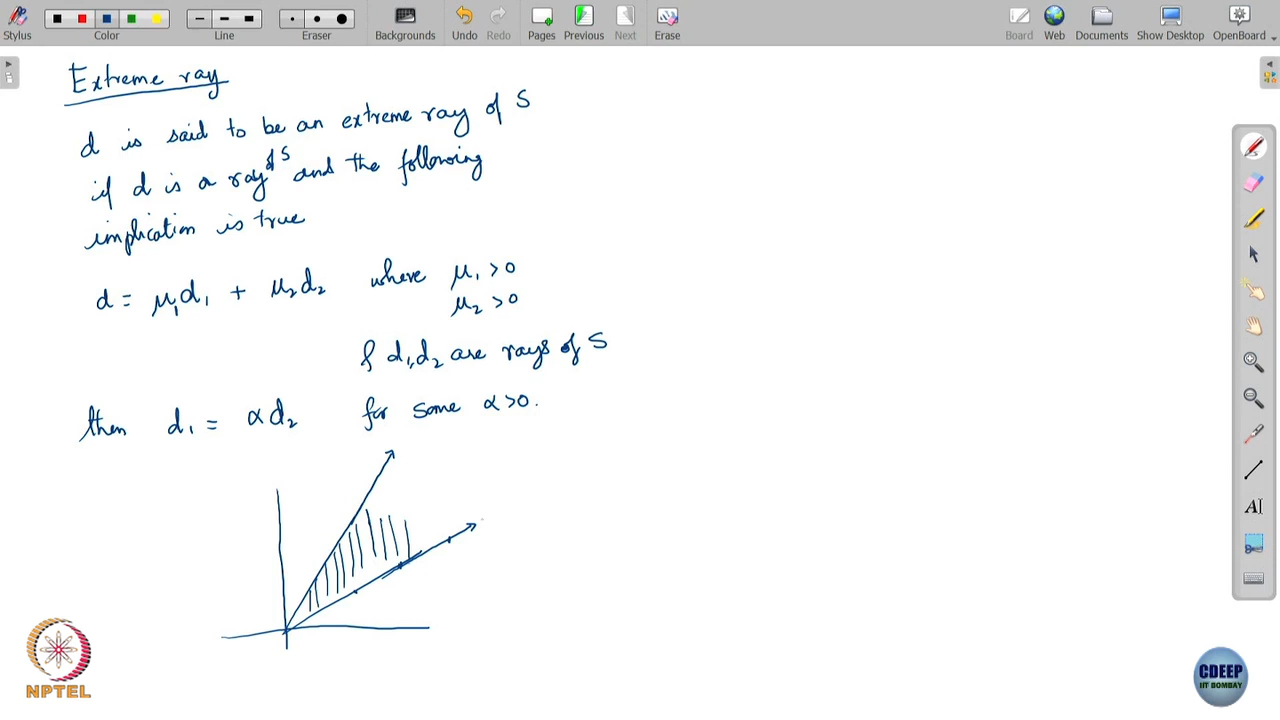 Stylus Color Line Eraser Backgrounds Undo Redo Pages Previous Next Erase Board Web Documents Show Desktop OpenBoard
Extreme ray
d is said to be an extreme ray of S
if d is a ray of S and the following
implication is true
d = μ₁d₁ + μ₂d₂ where μ₁ >0
μ₂ >0
& d₁,d₂ are rays of S
then d₁ = αd₂ for some α>0.
NPTEL
CDEEP
IIT BOMBAY